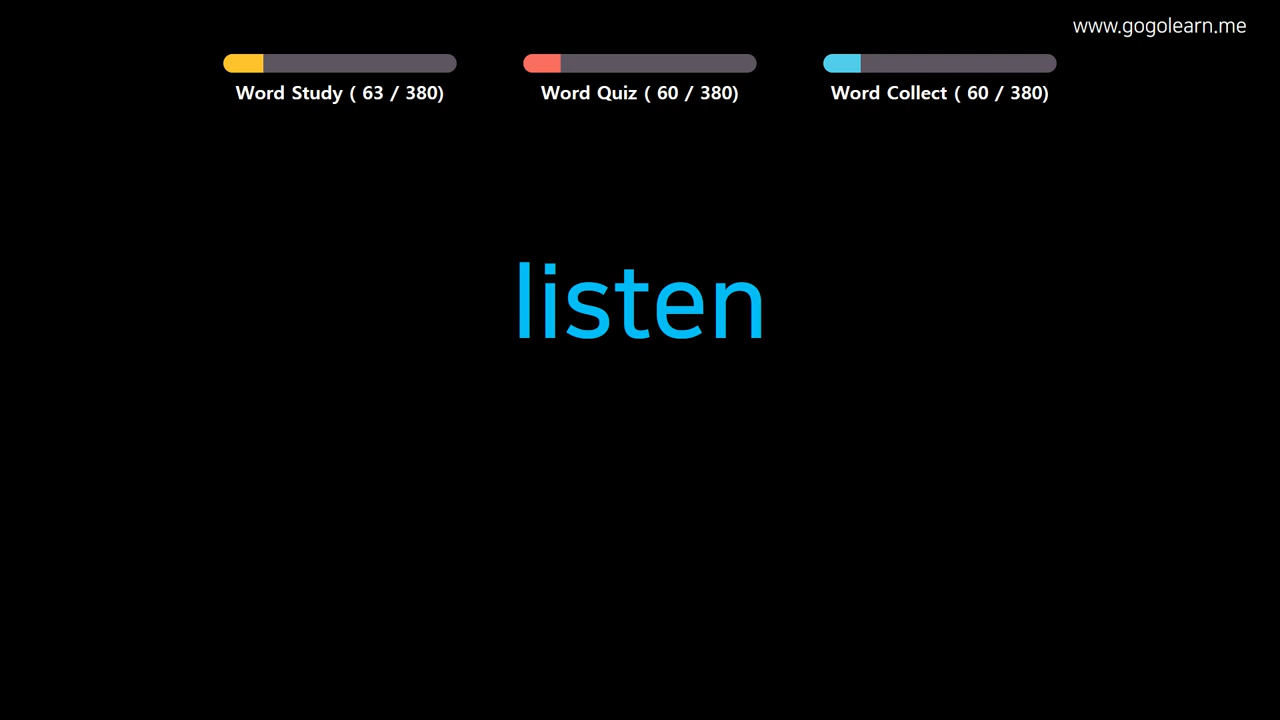 www.gogolearn.me
Word Study ( 63 / 380)
Word Quiz ( 60 / 380)
Word Collect ( 60 / 380)
listen